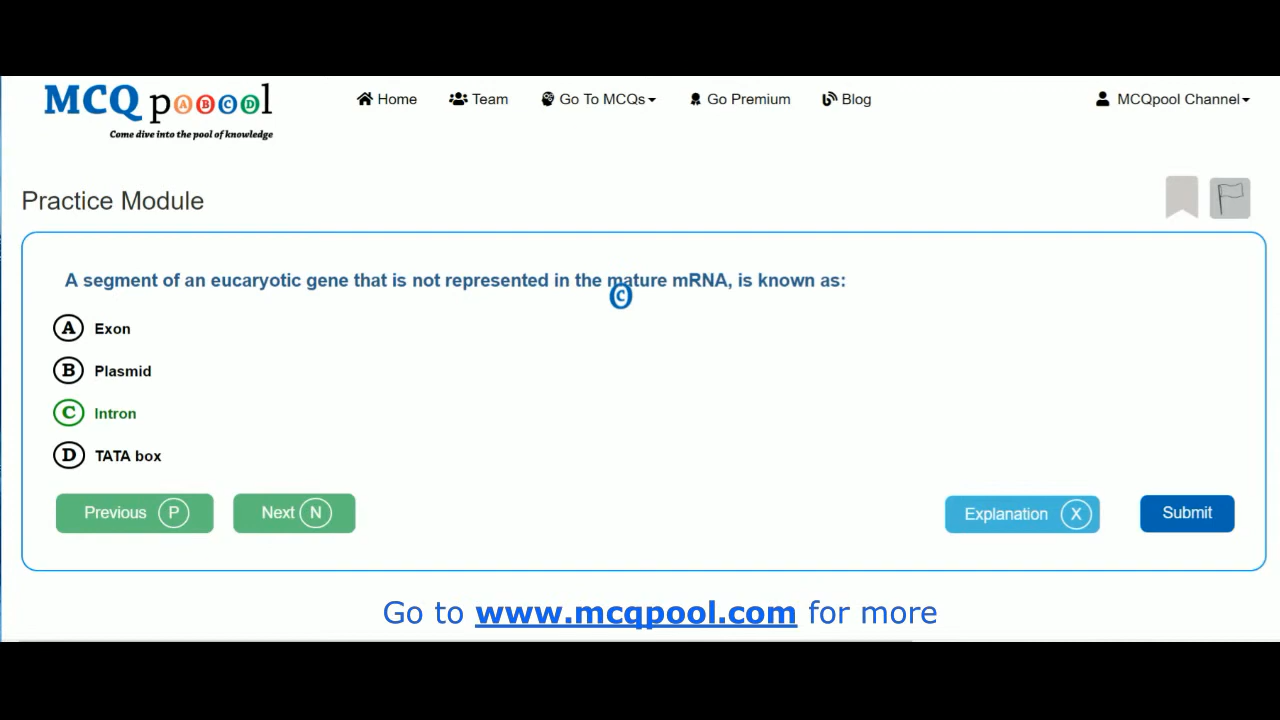 MCQ pABCDl
Come dive into the pool of knowledge
Home Team Go To MCQs Go Premium Blog MCQpool Channel
Practice Module
A segment of an eucaryotic gene that is not represented in the mature mRNA, is known as:
C
A Exon
B Plasmid
C Intron
D TATA box
Previous P Next N Explanation X Submit
Go to www.mcqpool.com for more